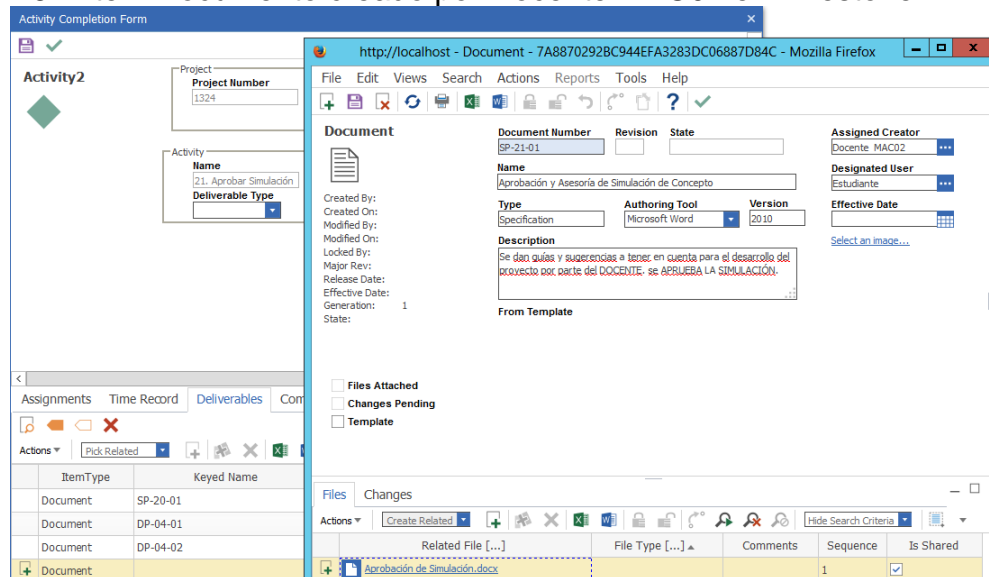 Activity Completion Form
Activity2
Project
Project Number
1324
Activity
Name
21. Aprobar Simulación
Deliverable Type
Assignments Time Record Deliverables Com
Actions Pick Related
ItemType Keyed Name
Document SP-20-01
Document DP-04-01
Document DP-04-02
Document
http://localhost - Document - 7A8870292BC944EFA3283DC06887D84C - Mozilla Firefox
File Edit Views Search Actions Reports Tools Help
Document
Document Number Revision State Assigned Creator
SP-21-01 Docente MAC02
Name Designated User
Aprobación y Asesoría de Simulación de Concepto Estudiante
Created By:
Created On:
Modified By:
Modified On:
Locked By:
Major Rev:
Release Date:
Effective Date:
Generation: 1
State:
Type Authoring Tool Version Effective Date
Specification Microsoft Word 2010
Description Select an image...
Se dan guías y sugerencias a tener en cuenta para el desarrollo del
proyecto por parte del DOCENTE. se APRUEBA LA SIMULACIÓN.
From Template
Files Attached
Changes Pending
Template
Files Changes
Actions Create Related Hide Search Criteria
Related File [...] File Type [...] Comments Sequence Is Shared
Aprobación de Simulación.docx 1